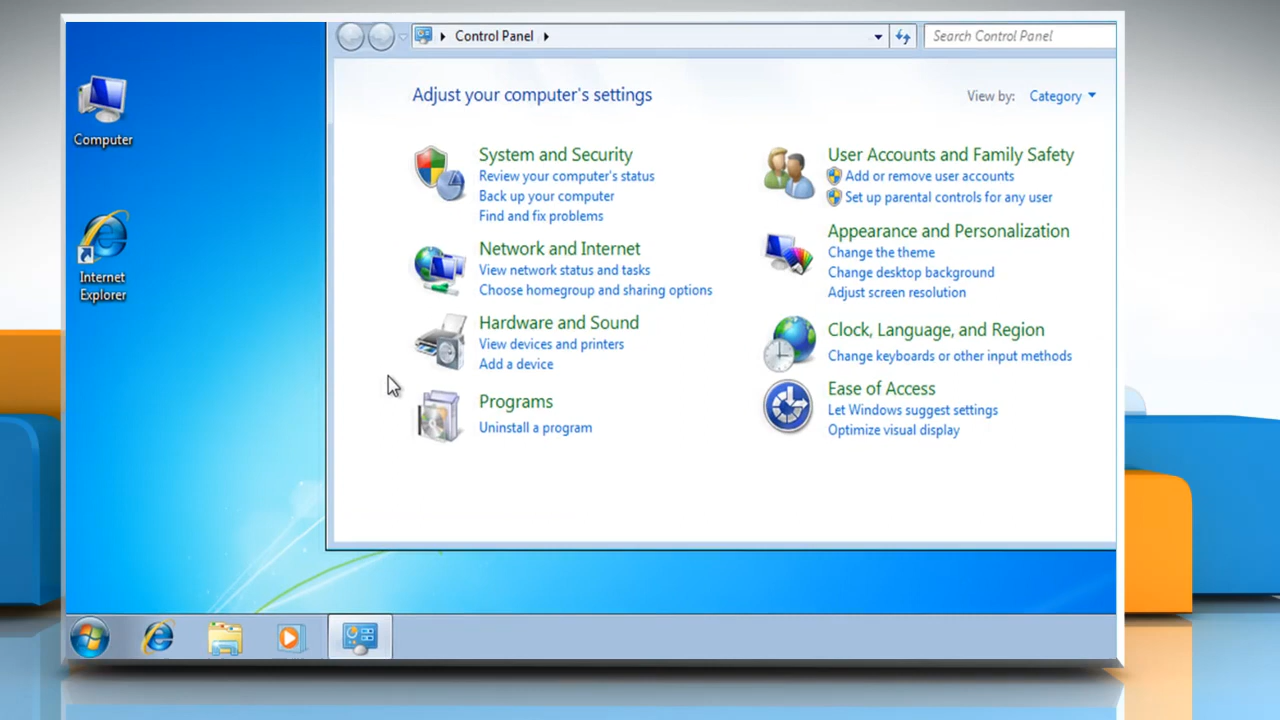 Control Panel
Search Control Panel
Adjust your computer's settings
View by: Category
Computer
Internet
Explorer
System and Security
Review your computer's status
Back up your computer
Find and fix problems
Network and Internet
View network status and tasks
Choose homegroup and sharing options
Hardware and Sound
View devices and printers
Add a device
Programs
Uninstall a program
User Accounts and Family Safety
Add or remove user accounts
Set up parental controls for any user
Appearance and Personalization
Change the theme
Change desktop background
Adjust screen resolution
Clock, Language, and Region
Change keyboards or other input methods
Ease of Access
Let Windows suggest settings
Optimize visual display